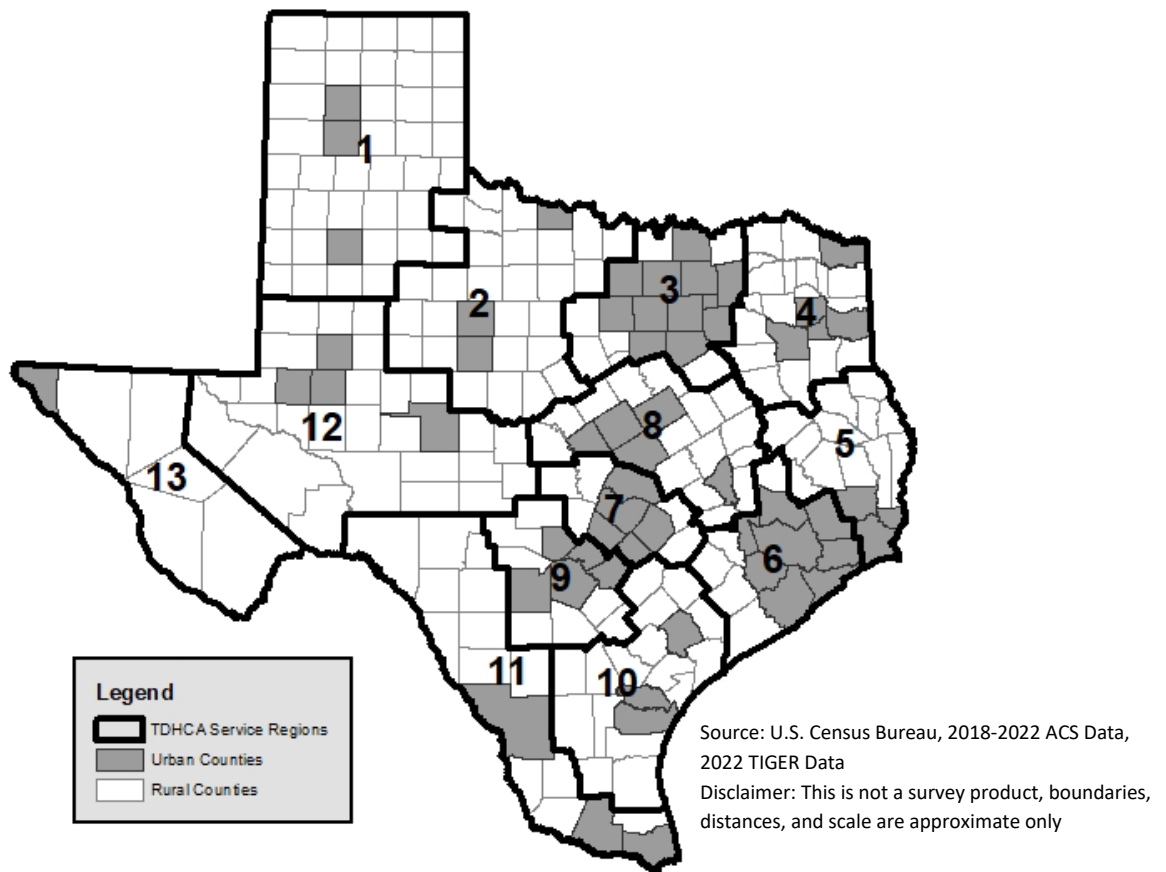 1
2
3
4
5
6
7
8
9
10
11
12
13
Legend
TDHCA Service Regions
Urban Counties
Rural Counties
Source: U.S. Census Bureau, 2018-2022 ACS Data,
2022 TIGER Data
Disclaimer: This is not a survey product, boundaries,
distances, and scale are approximate only